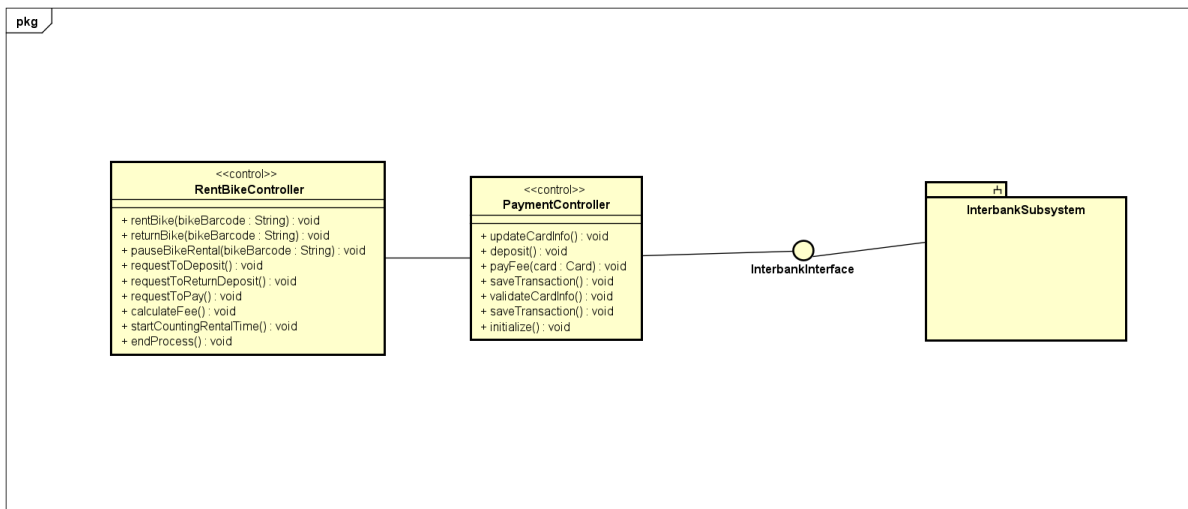 pkg
<<control>>
RentBikeController
+ rentBike(bikeBarcode : String) : void
+ returnBike(bikeBarcode : String) : void
+ pauseBikeRental(bikeBarcode : String) : void
+ requestToDeposit() : void
+ requestToReturnDeposit() : void
+ requestToPay() : void
+ calculateFee() : void
+ startCountingRentalTime() : void
+ endProcess() : void
<<control>>
PaymentController
+ updateCardInfo() : void
+ deposit() : void
+ payFee(card : Card) : void
+ saveTransaction() : void
+ validateCardInfo() : void
+ saveTransaction() : void
+ initialize() : void
InterbankInterface
InterbankSubsystem